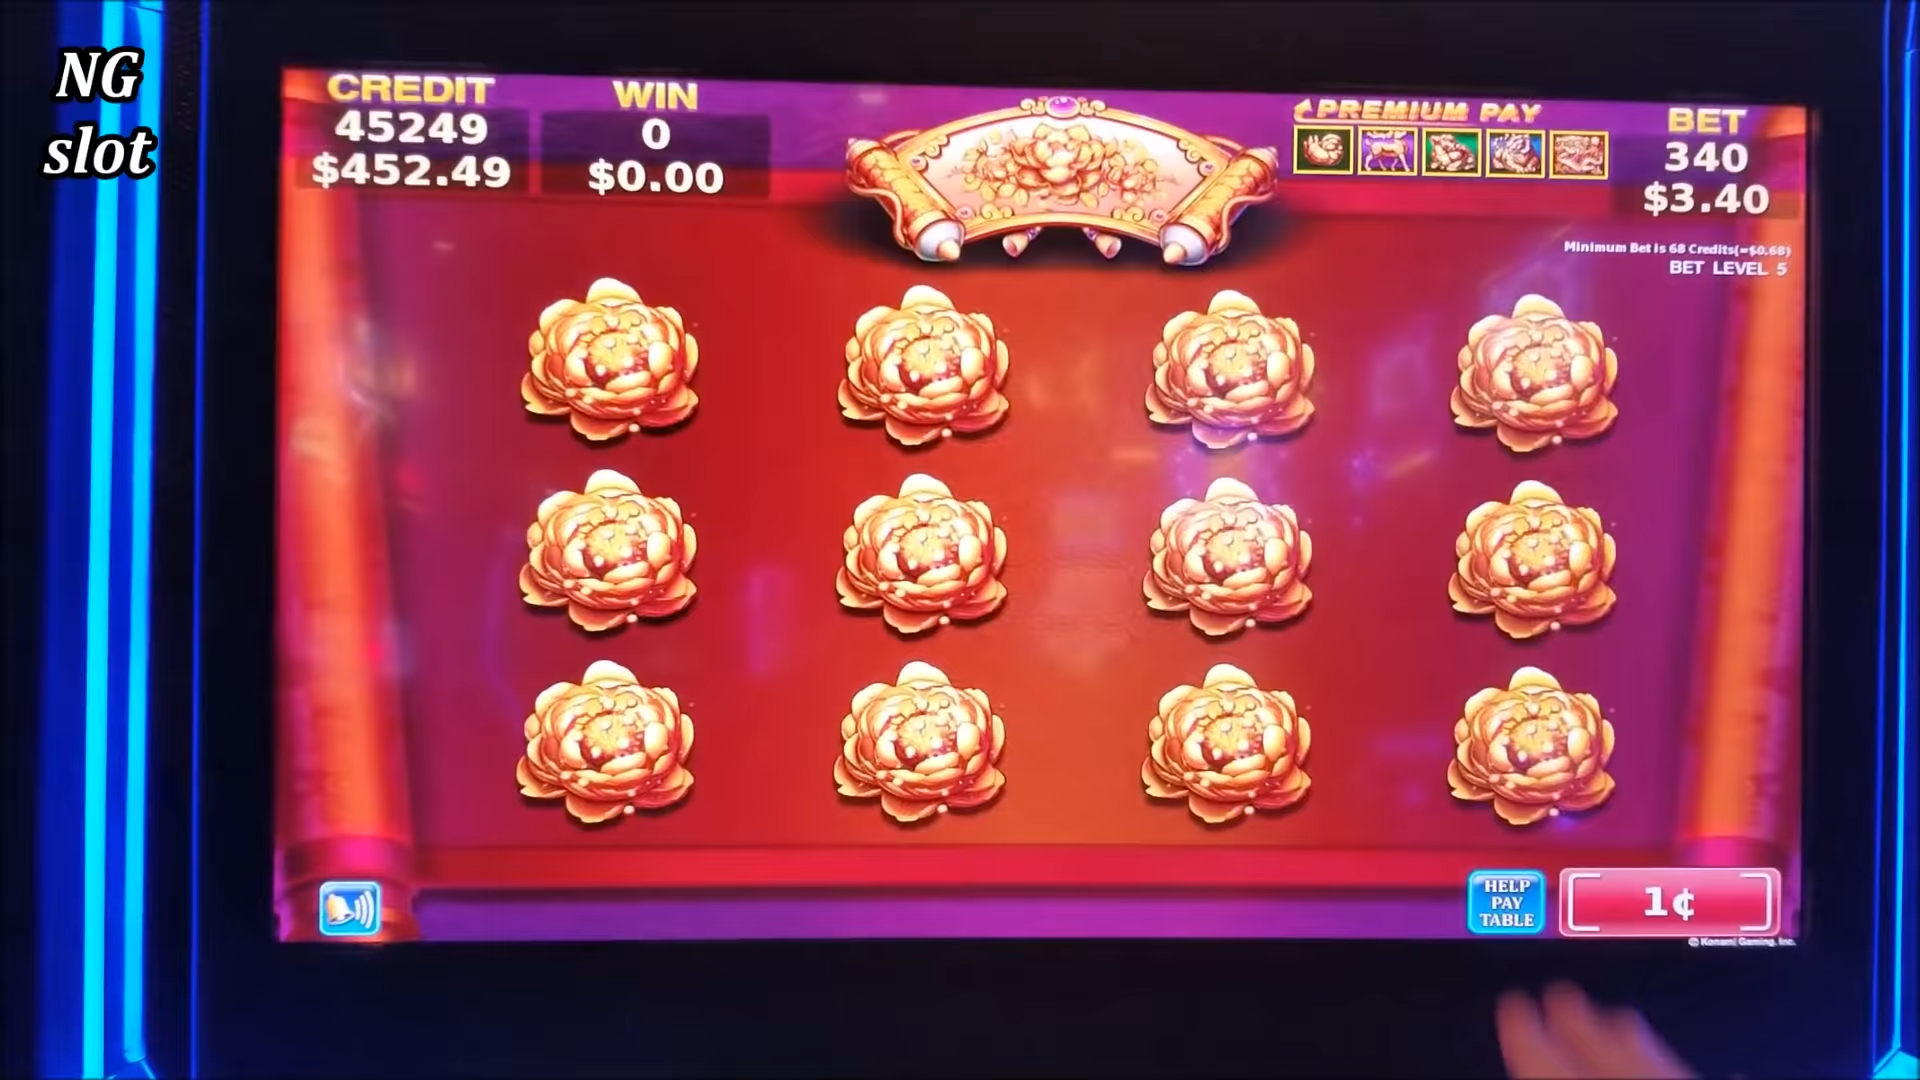 NG
slot
CREDIT
45249
$452.49
WIN
0
$0.00
PREMIUM PAY
BET
340
$3.40
Minimum Bet is 68 Credits(=$0.68)
BET LEVEL 5
HELP
PAY
TABLE
1¢
© Konami Gaming, Inc.